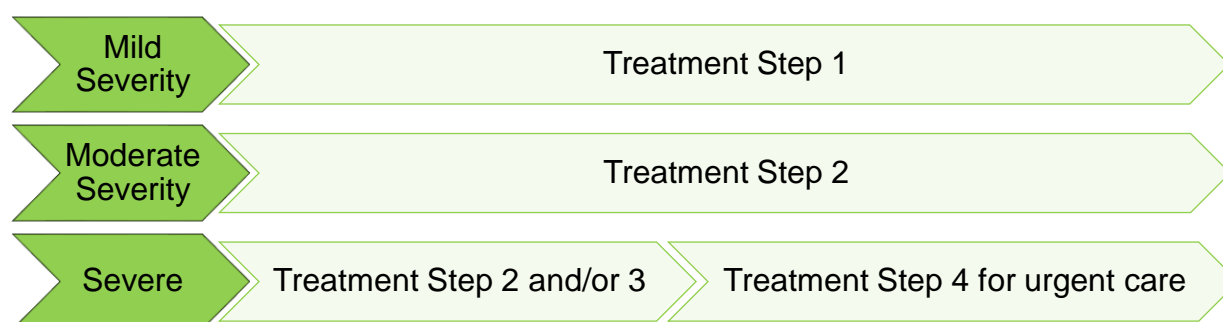 Mild
Severity
Treatment Step 1
Moderate
Severity
Treatment Step 2
Severe
Treatment Step 2 and/or 3
Treatment Step 4 for urgent care